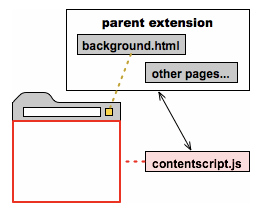 parent extension
background.html
other pages...
contentscript.js